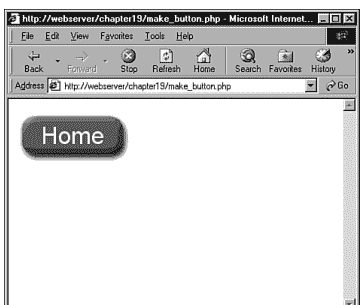 http://webserver/chapter19/make_button.php - Microsoft Internet...
File Edit View Favorites Tools Help
Back Forward Stop Refresh Home Search Favorites History »
Address http://webserver/chapter19/make_button.php Go
Home